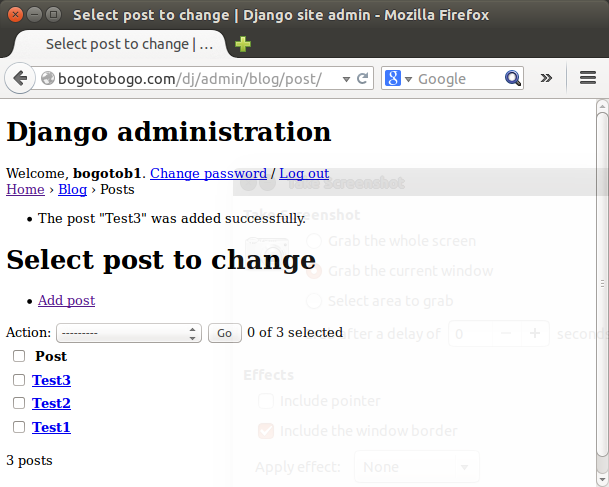 Select post to change | Django site admin - Mozilla Firefox
Select post to change | ...
bogotobogo.com/dj/admin/blog/post/
Google
Django administration
Welcome, bogotob1. Change password / Log out
Home › Blog › Posts
Take Screenshot
The post "Test3" was added successfully.
Grab the whole screen
Select post to change
Grab the current window
Add post
Select area to grab
Action: --------- Go 0 of 3 selected
after a delay of 0 seconds
Post
Test3
Effects
Test2
Include pointer
Test1
Include the window border
3 posts
Apply effect: None